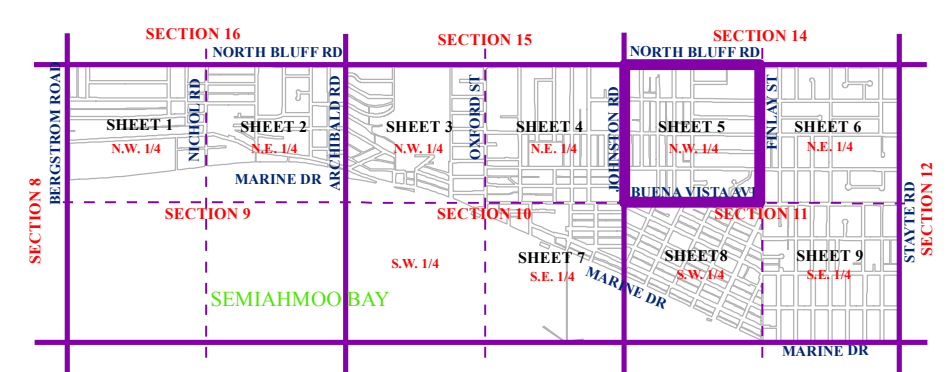 SECTION 16
SECTION 15
SECTION 14
NORTH BLUFF RD
NORTH BLUFF RD
BERGSTROM ROAD
NICHOL RD
ARCHIBALD RD
OXFORD ST
JOHNSTON RD
FINLAY ST
SHEET 1
N.W. 1/4
SHEET 2
N.E. 1/4
SHEET 3
N.W. 1/4
SHEET 4
N.E. 1/4
SHEET 5
N.W. 1/4
SHEET 6
N.E. 1/4
MARINE DR
BUENA VISTA AVE
SECTION 8
SECTION 9
SECTION 10
SECTION 11
SECTION 12
STAYTE RD
S.W. 1/4
SHEET 7
S.E. 1/4
SHEET8
S.W. 1/4
SHEET 9
S.E. 1/4
MARINE DR
SEMIAHMOO BAY
MARINE DR